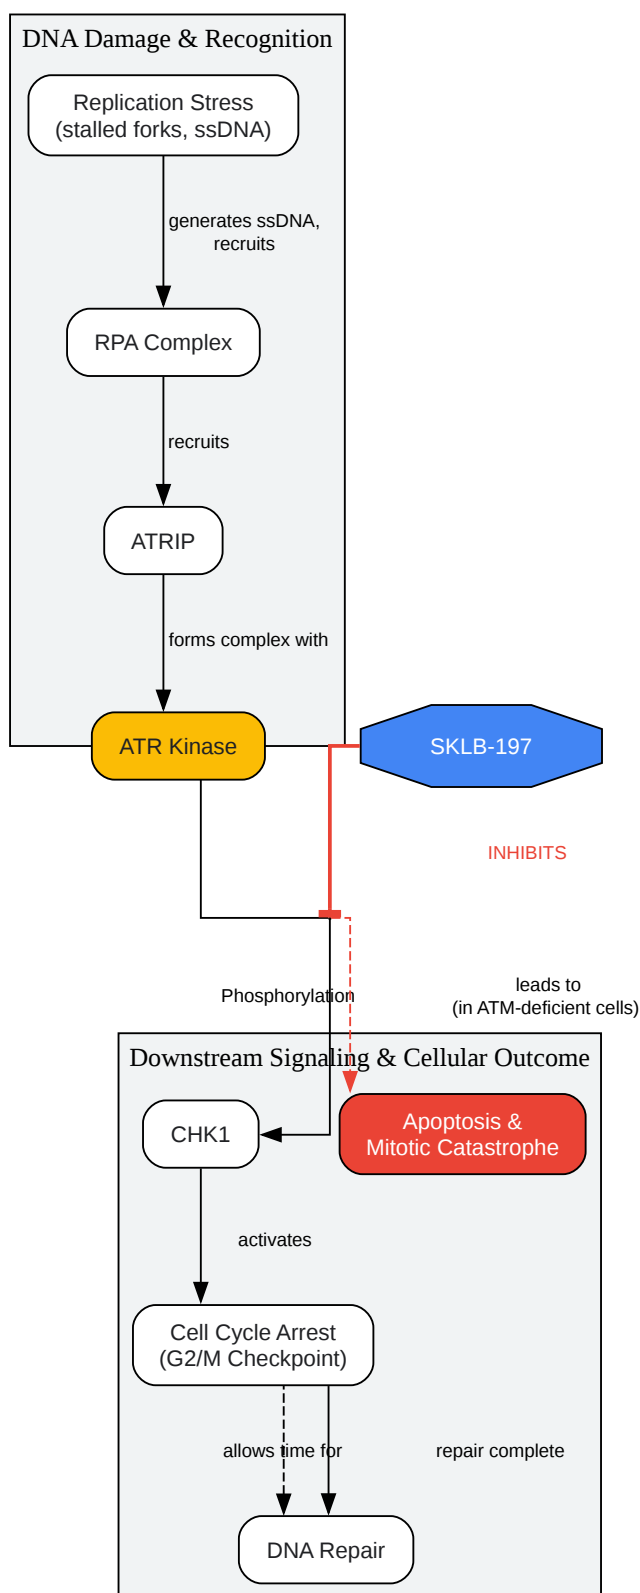 DNA Damage & Recognition
Replication Stress
(stalled forks, ssDNA)
generates ssDNA,
recruits
RPA Complex
recruits
ATRIP
forms complex with
ATR Kinase
SKLB-197
INHIBITS
Phosphorylation
leads to
(in ATM-deficient cells)
Downstream Signaling & Cellular Outcome
CHK1
Apoptosis &
Mitotic Catastrophe
activates
Cell Cycle Arrest
(G2/M Checkpoint)
allows time for
repair complete
DNA Repair